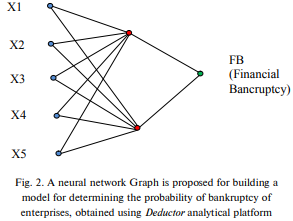 X1
X2
X3
X4
X5
FB
(Financial
Bancruptcy)
Fig. 2. A neural network Graph is proposed for building a
model for determining the probability of bankruptcy of
enterprises, obtained using Deductor analytical platform